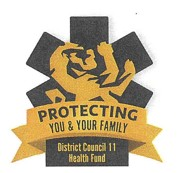 PROTECTING
YOU & YOUR FAMILY
District Council 11
Health Fund